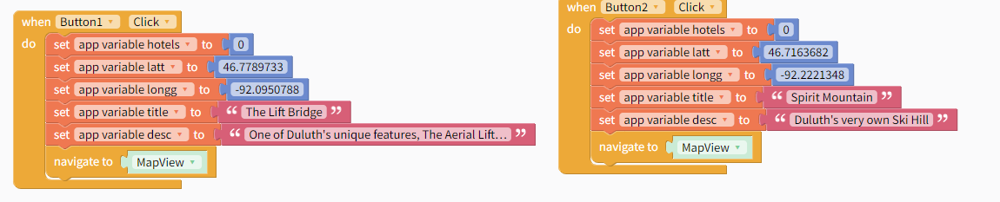 when Button1 Click
do set app variable hotels to 0
set app variable latt to 46.7789733
set app variable longg to -92.0950788
set app variable title to “ The Lift Bridge ”
set app variable desc to “ One of Duluth's unique features, The Aerial Lift... ”
navigate to MapView
when Button2 Click
do set app variable hotels to 0
set app variable latt to 46.7163682
set app variable longg to -92.2221348
set app variable title to “ Spirit Mountain ”
set app variable desc to “ Duluth's very own Ski Hill ”
navigate to MapView